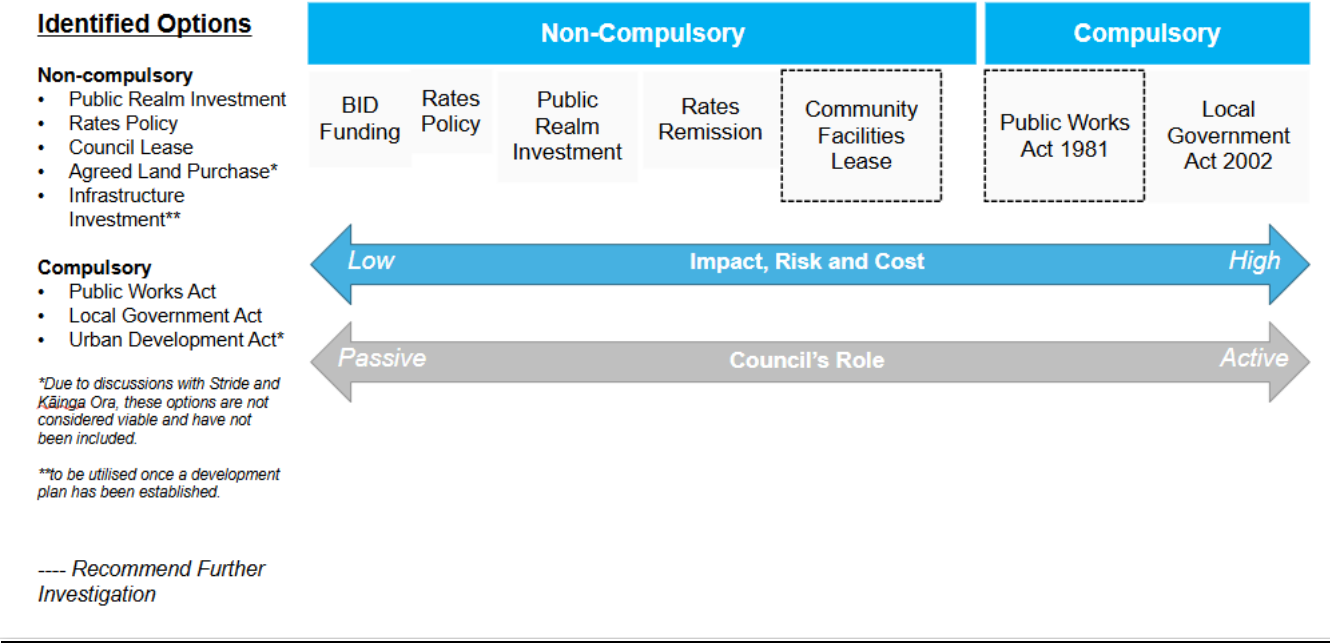 Identified Options
Non-compulsory
• Public Realm Investment
• Rates Policy
• Council Lease
• Agreed Land Purchase*
• Infrastructure
Investment**
Compulsory
• Public Works Act
• Local Government Act
• Urban Development Act*
*Due to discussions with Stride and
Kāinga Ora, these options are not
considered viable and have not
been included.
**to be utilised once a development
plan has been established.
---- Recommend Further
Investigation
Non-Compulsory
Compulsory
BID
Funding
Rates
Policy
Public
Realm
Investment
Rates
Remission
Community
Facilities
Lease
Public Works
Act 1981
Local
Government
Act 2002
Low
Impact, Risk and Cost
High
Passive
Council’s Role
Active